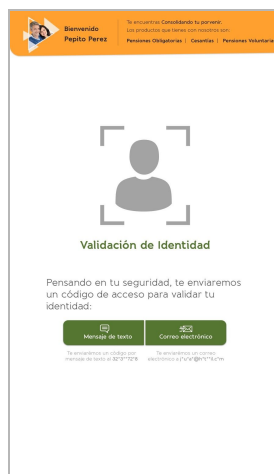 Bienvenido
Pepito Perez
Te encuentras Consolidando tu porvenir.
Los productos que tienes con nosotros son:
Pensiones Obligatorias | Cesantías | Pensiones Voluntarias
Validación de Identidad
Pensando en tu seguridad, te enviaremos
un código de acceso para validar tu
identidad:
Mensaje de texto
Correo electrónico
Te enviaremos un código por
mensaje de texto al
Te enviaremos un correo
electrónico a